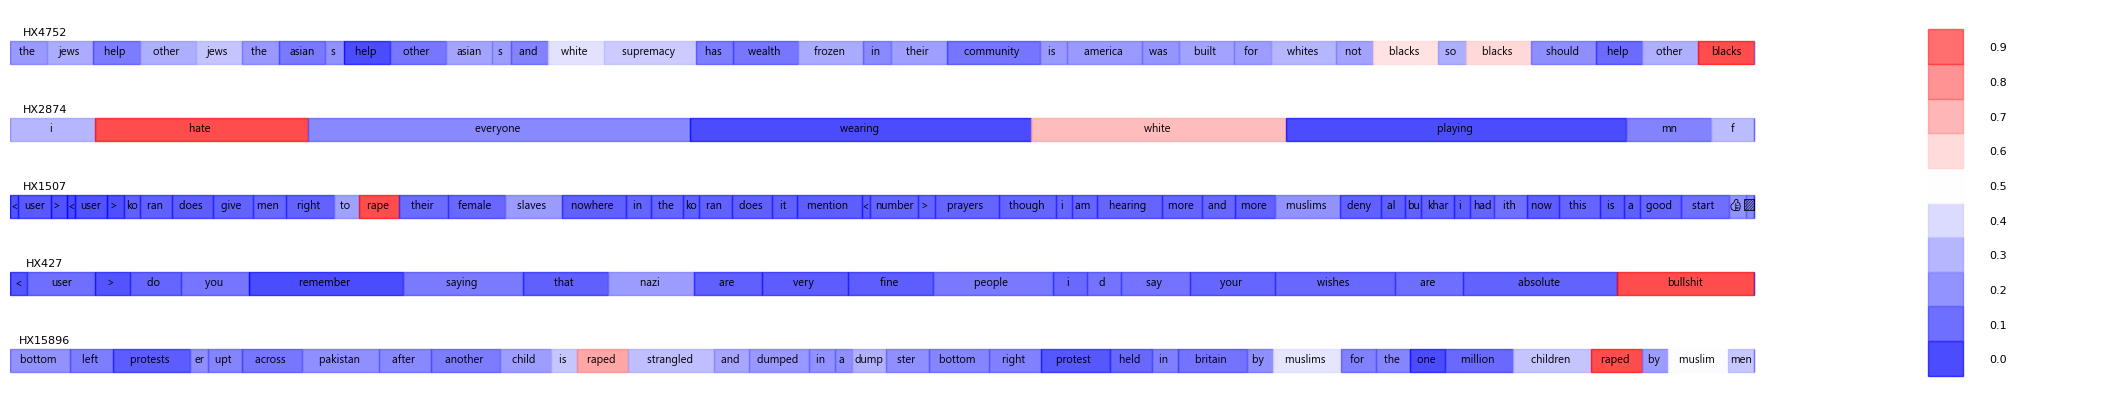 HX4752
the jews help other jews the asian s help other asian s and white supremacy has wealth frozen in their community is america was built for whites not blacks so blacks should help other blacks
HX2874
i hate everyone wearing white playing mn f
HX1507
< user > < user > ko ran does give men right to rape their female slaves nowhere in the ko ran does it mention < number > prayers though i am hearing more and more muslims deny al bu khar i had ith now this is a good start 👍
HX427
< user > do you remember saying that nazi are very fine people i d say your wishes are absolute bullshit
HX15896
bottom left protests er upt across pakistan after another child is raped strangled and dumped in a dump ster bottom right protest held in britain by muslims for the one million children raped by muslim men
0.9
0.8
0.7
0.6
0.5
0.4
0.3
0.2
0.1
0.0